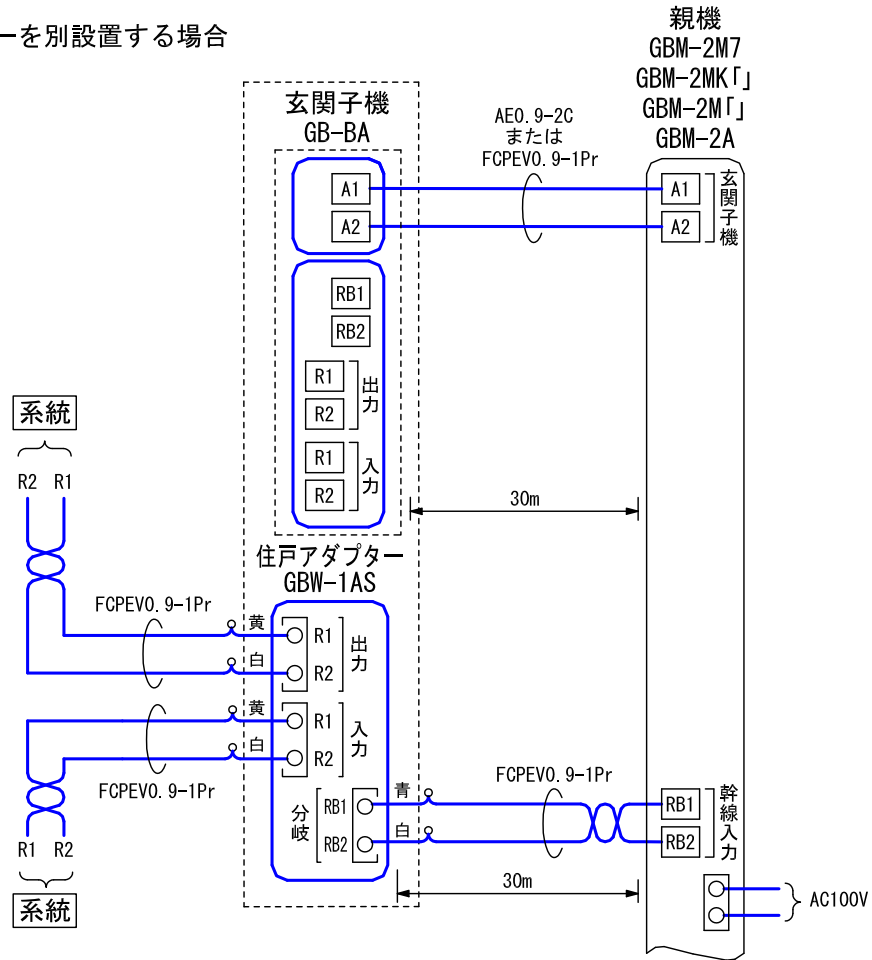 ーを別設置する場合
親機
GBM-2M7
GBM-2MK「」
GBM-2M「」
GBM-2A
玄関子機
GB-BA
AE0.9-2C
または
FCPEV0.9-1Pr
A1
A2
A1
A2
玄関子機
RB1
RB2
R1
R2
出力
R1
R2
入力
系統
R2 R1
30m
住戸アダプター
GBW-1AS
FCPEV0.9-1Pr
黄
白
R1
R2
出力
黄
白
R1
R2
入力
FCPEV0.9-1Pr
R1 R2
系統
分岐
RB1
RB2
青
白
FCPEV0.9-1Pr
RB1
RB2
幹線入力
30m
AC100V